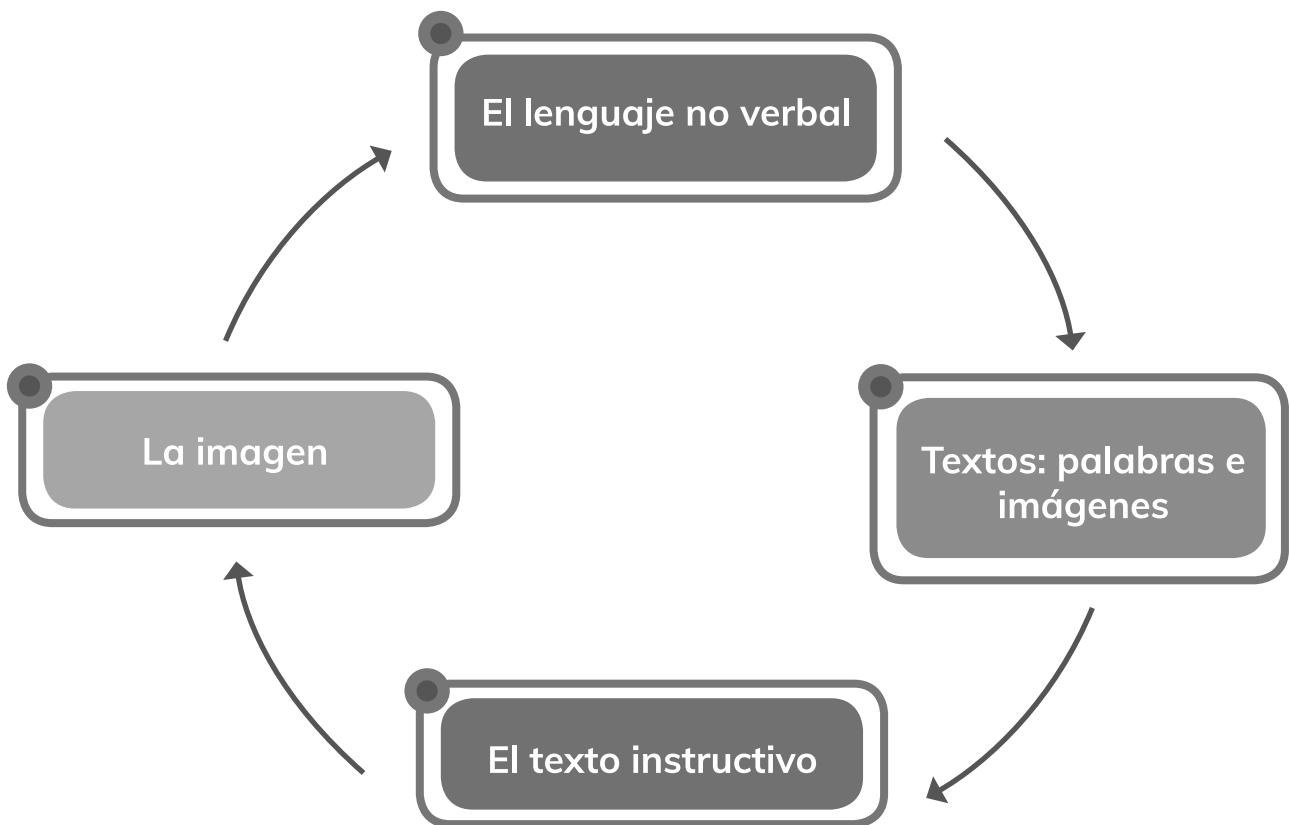 El lenguaje no verbal
La imagen
Textos: palabras e
imágenes
El texto instructivo